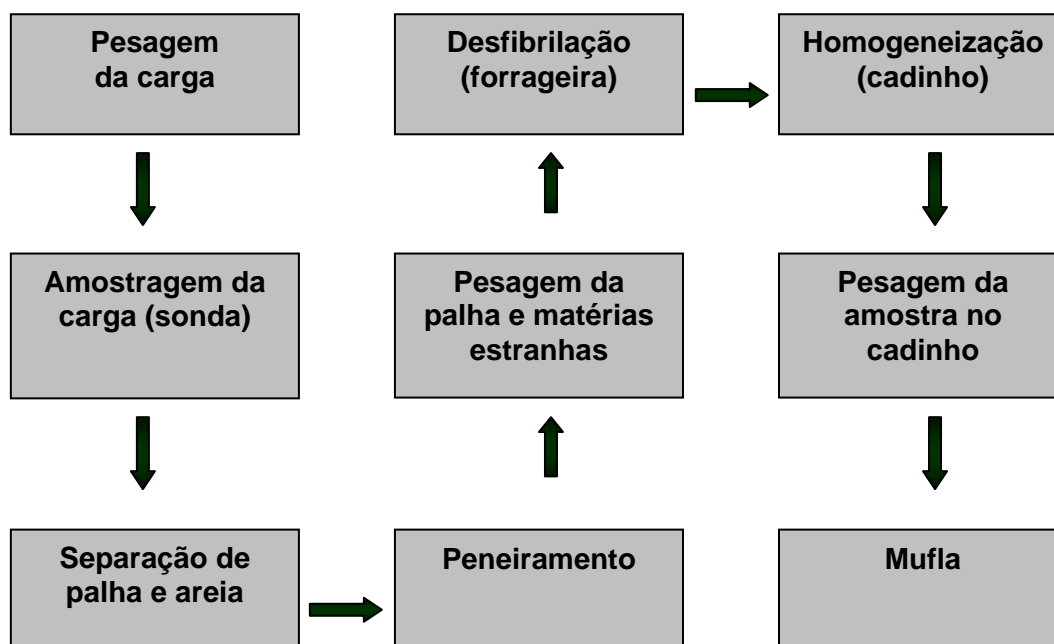 Pesagem
da carga
Amostragem da
carga (sonda)
Separação de
palha e areia
Peneiramento
Pesagem da
palha e matérias
estranhas
Desfibrilação
(forrageira)
Homogeneização
(cadinho)
Pesagem da
amostra no
cadinho
Mufla